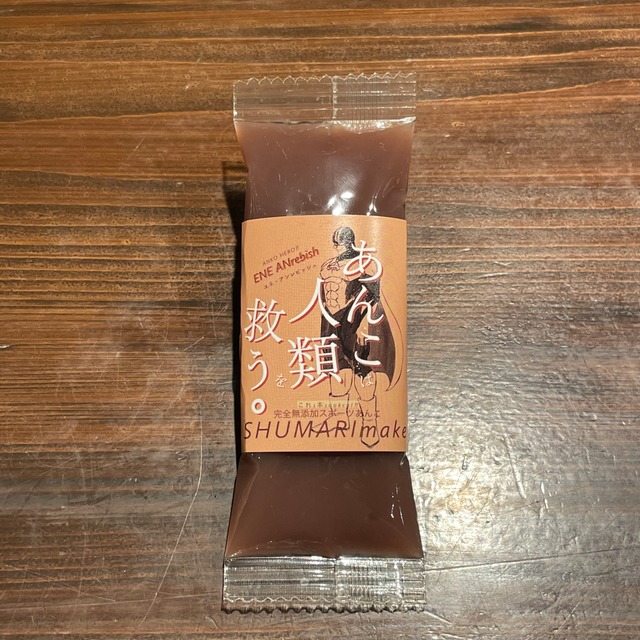 ANKO HERO!!
ENE ANrebish
エネ・アンレビッシュ
あんこは
人類を
救う。
完全無添加スポーツあんこ
SHUMARImake